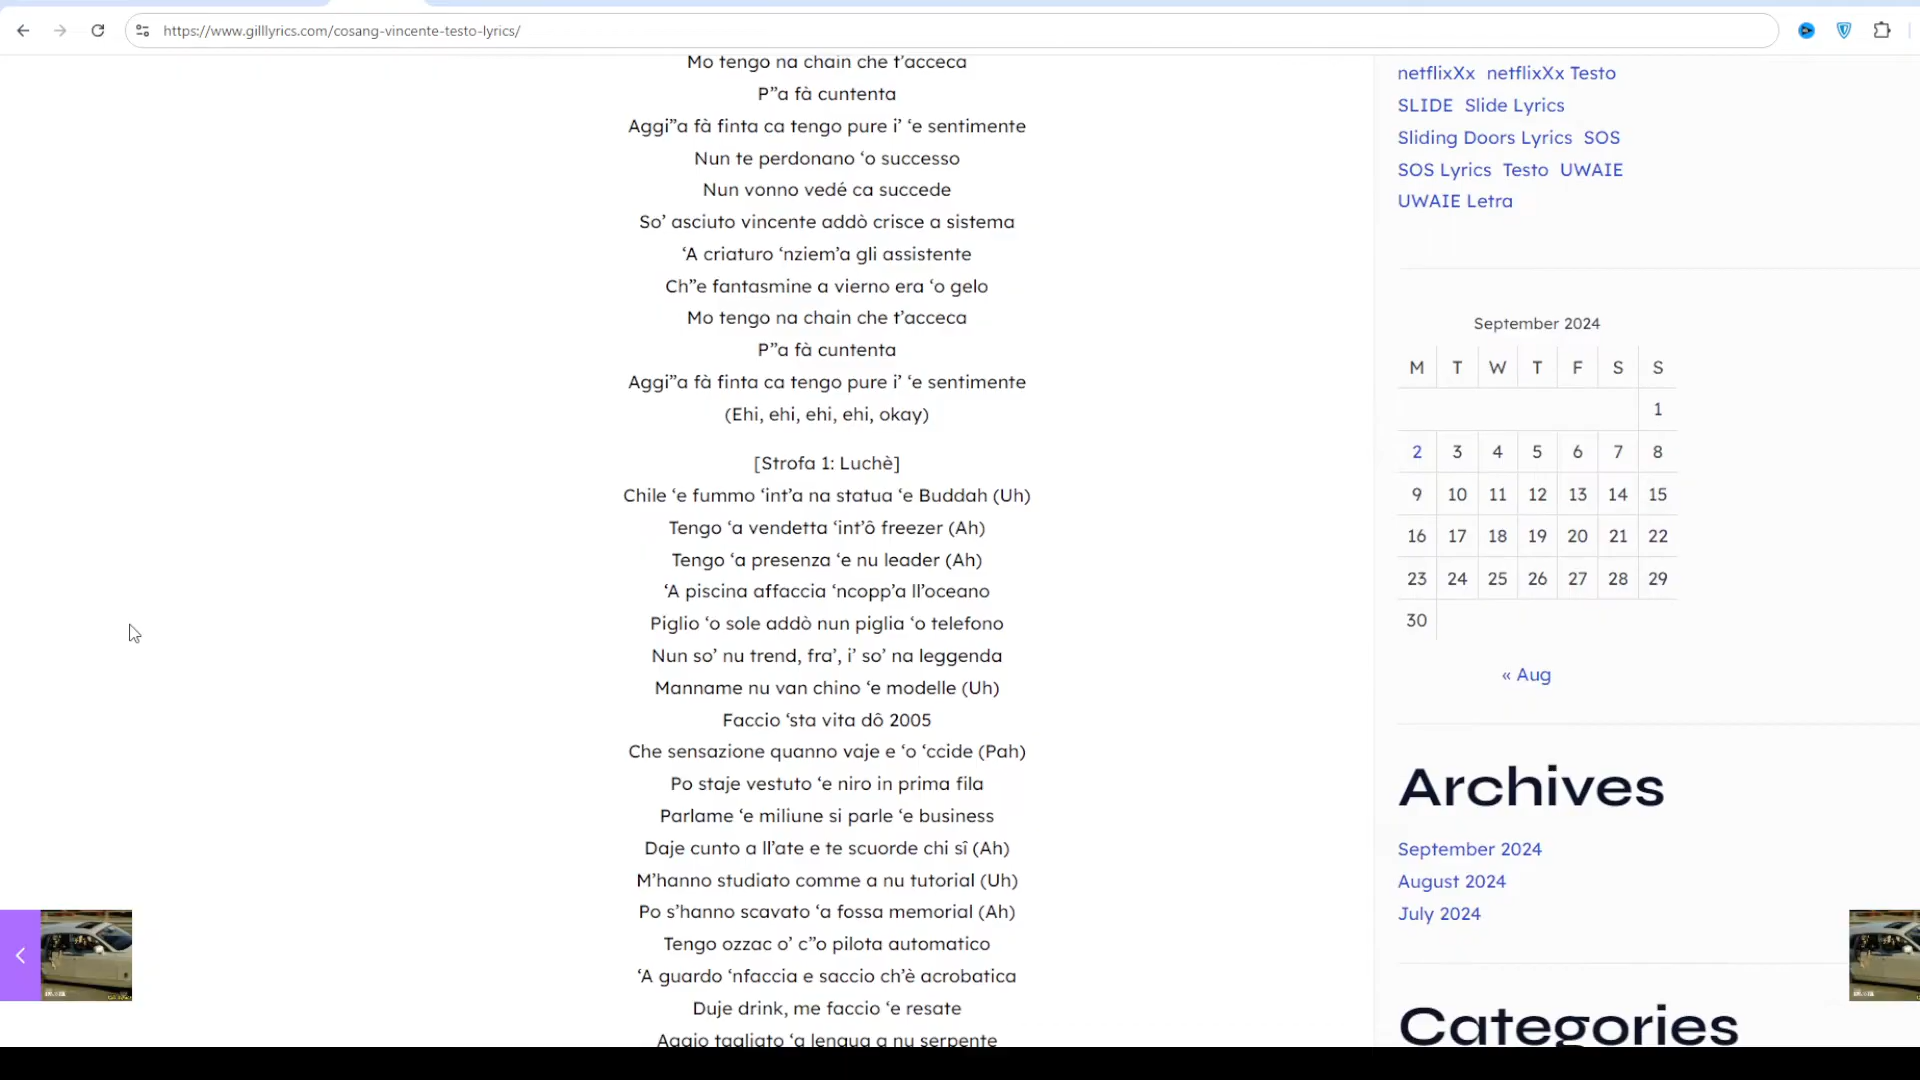 https://www.gilllyrics.com/cosang-vincente-testo-lyrics/
Mo tengo na chain che t’acceca
P”a fà cuntenta
Aggi”a fà finta ca tengo pure i’ ‘e sentimente
Nun te perdonano ‘o successo
Nun vonno vedé ca succede
So’ asciuto vincente addò crisce a sistema
‘A criaturo ‘nziem’a gli assistente
Ch”e fantasmine a vierno era ‘o gelo
Mo tengo na chain che t’acceca
P”a fà cuntenta
Aggi”a fà finta ca tengo pure i’ ‘e sentimente
(Ehi, ehi, ehi, ehi, okay)
[Strofa 1: Luchè]
Chile ‘e fummo ‘int’a na statua ‘e Buddah (Uh)
Tengo ‘a vendetta ‘int’ô freezer (Ah)
Tengo ‘a presenza ‘e nu leader (Ah)
‘A piscina affaccia ‘ncopp’a ll’oceano
Piglio ‘o sole addò nun piglia ‘o telefono
Nun so’ nu trend, fra’, i’ so’ na leggenda
Manname nu van chino ‘e modelle (Uh)
Faccio ‘sta vita dô 2005
Che sensazione quanno vaje e ‘o ‘ccide (Pah)
Po staje vestuto ‘e niro in prima fila
Parlame ‘e miliune si parle ‘e business
Daje cunto a ll’ate e te scuorde chi sî (Ah)
M’hanno studiato comme a nu tutorial (Uh)
Po s’hanno scavato ‘a fossa memorial (Ah)
Tengo ozzac o’ c”o pilota automatico
‘A guardo ‘nfaccia e saccio ch’è acrobatica
Duje drink, me faccio ‘e resate
Aggio tagliato ‘a lengua a nu serpente
netflixXx netflixXx Testo
SLIDE Slide Lyrics
Sliding Doors Lyrics SOS
SOS Lyrics Testo UWAIE
UWAIE Letra
September 2024
M T W T F S S
1
2 3 4 5 6 7 8
9 10 11 12 13 14 15
16 17 18 19 20 21 22
23 24 25 26 27 28 29
30
« Aug
Archives
September 2024
August 2024
July 2024
Categories